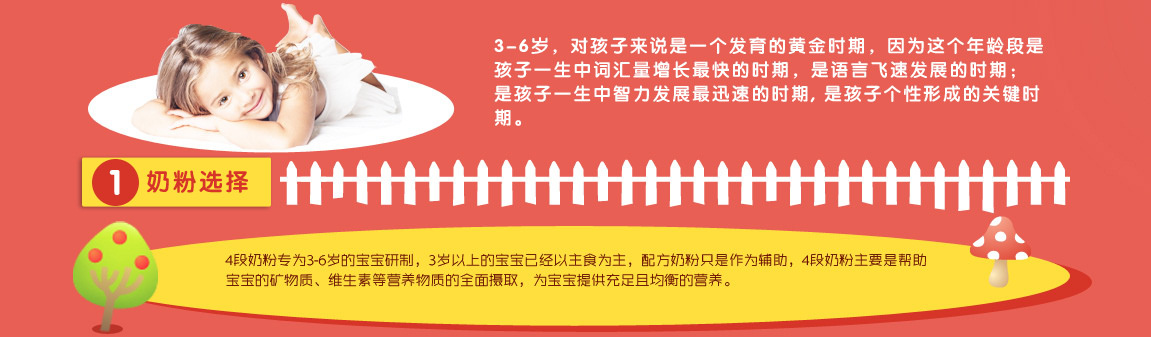 3-6岁，对孩子来说是一个发育的黄金时期，因为这个年龄段是
孩子一生中词汇量增长最快的时期，是语言飞速发展的时期；
是孩子一生中智力发展最迅速的时期，是孩子个性形成的关键时
期。
1 奶粉选择
4段奶粉专为3-6岁的宝宝研制，3岁以上的宝宝已经以主食为主，配方奶粉只是作为辅助，4段奶粉主要是帮助
宝宝的矿物质、维生素等营养物质的全面摄取，为宝宝提供充足且均衡的营养。